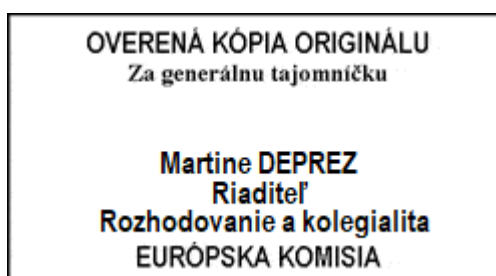 OVERENÁ KÓPIA ORIGINÁLU
Za generálnu tajomníčku
Martine DEPREZ
Riaditeľ
Rozhodovanie a kolegialita
EURÓPSKA KOMISIA